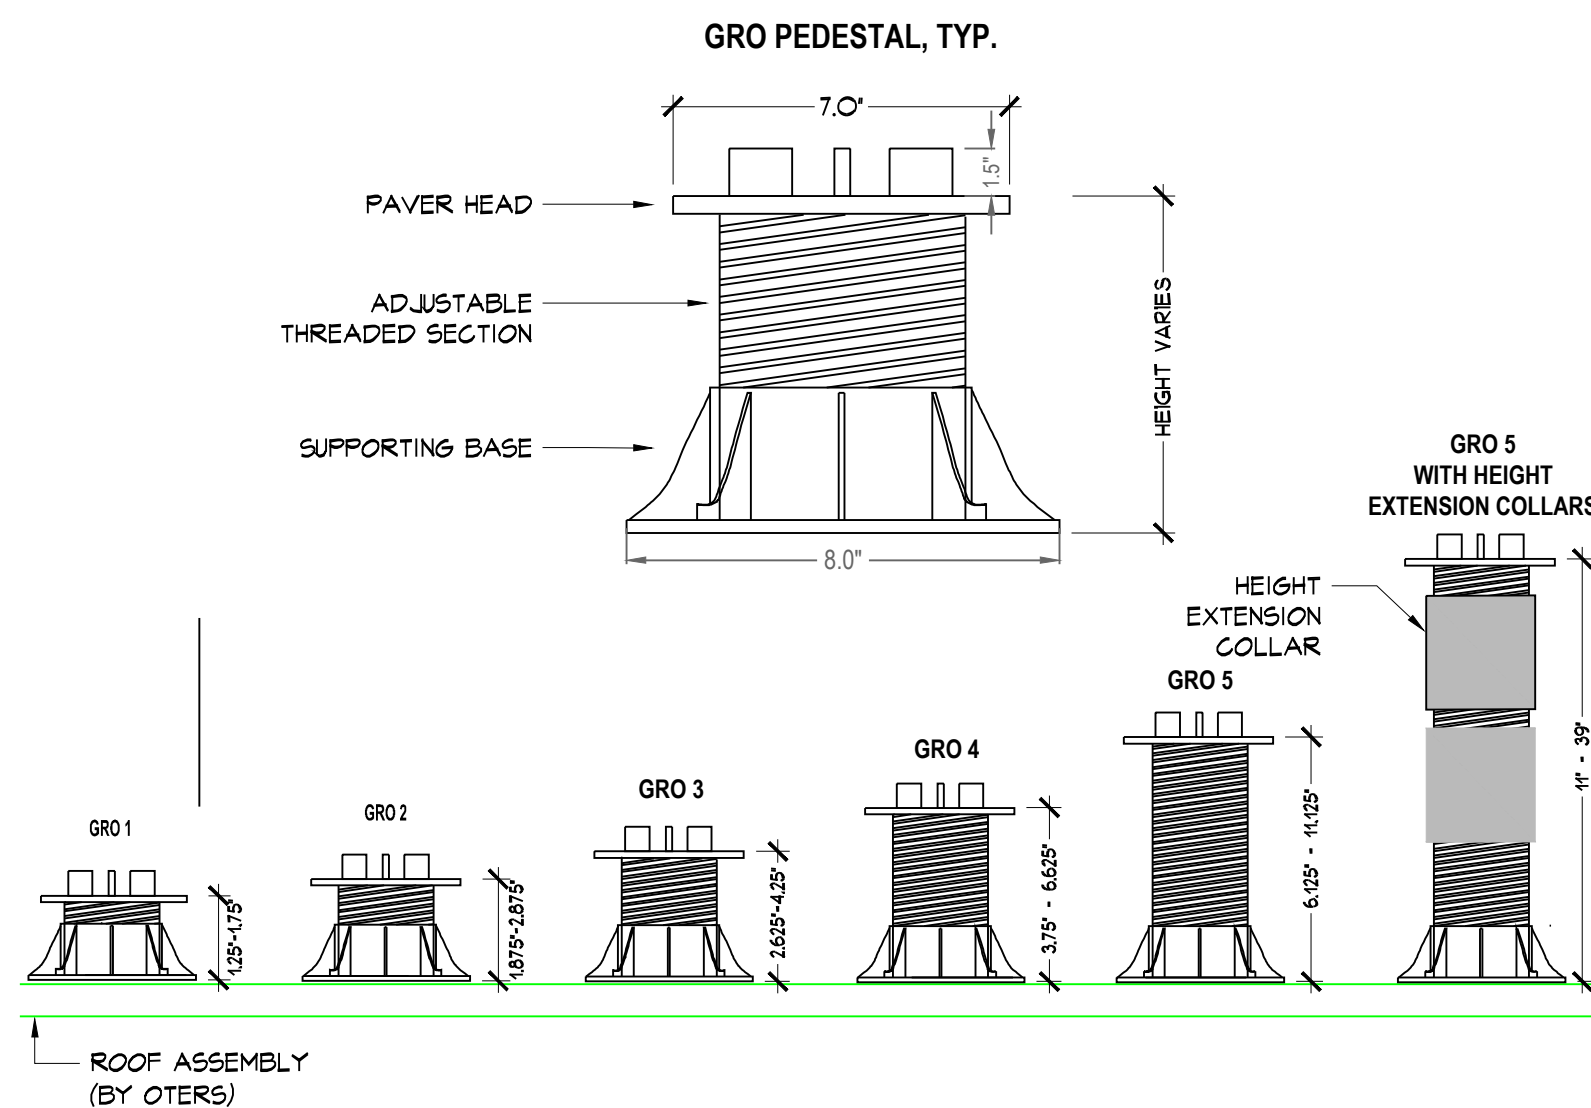 GRO PEDESTAL, TYP.
7.0"
1.5"
PAVER HEAD
ADJUSTABLE
THREADED SECTION
HEIGHT VARIES
SUPPORTING BASE
8.0"
GRO 5
WITH HEIGHT
EXTENSION COLLARS
HEIGHT
EXTENSION
COLLAR
GRO 5
GRO 4
GRO 3
GRO 2
GRO 1
1.25"-1.75"
1.875"-2.875"
2.625"-4.25"
3.75" - 6.625"
6.125" - 11.125"
11" - 39"
ROOF ASSEMBLY
(BY OTERS)